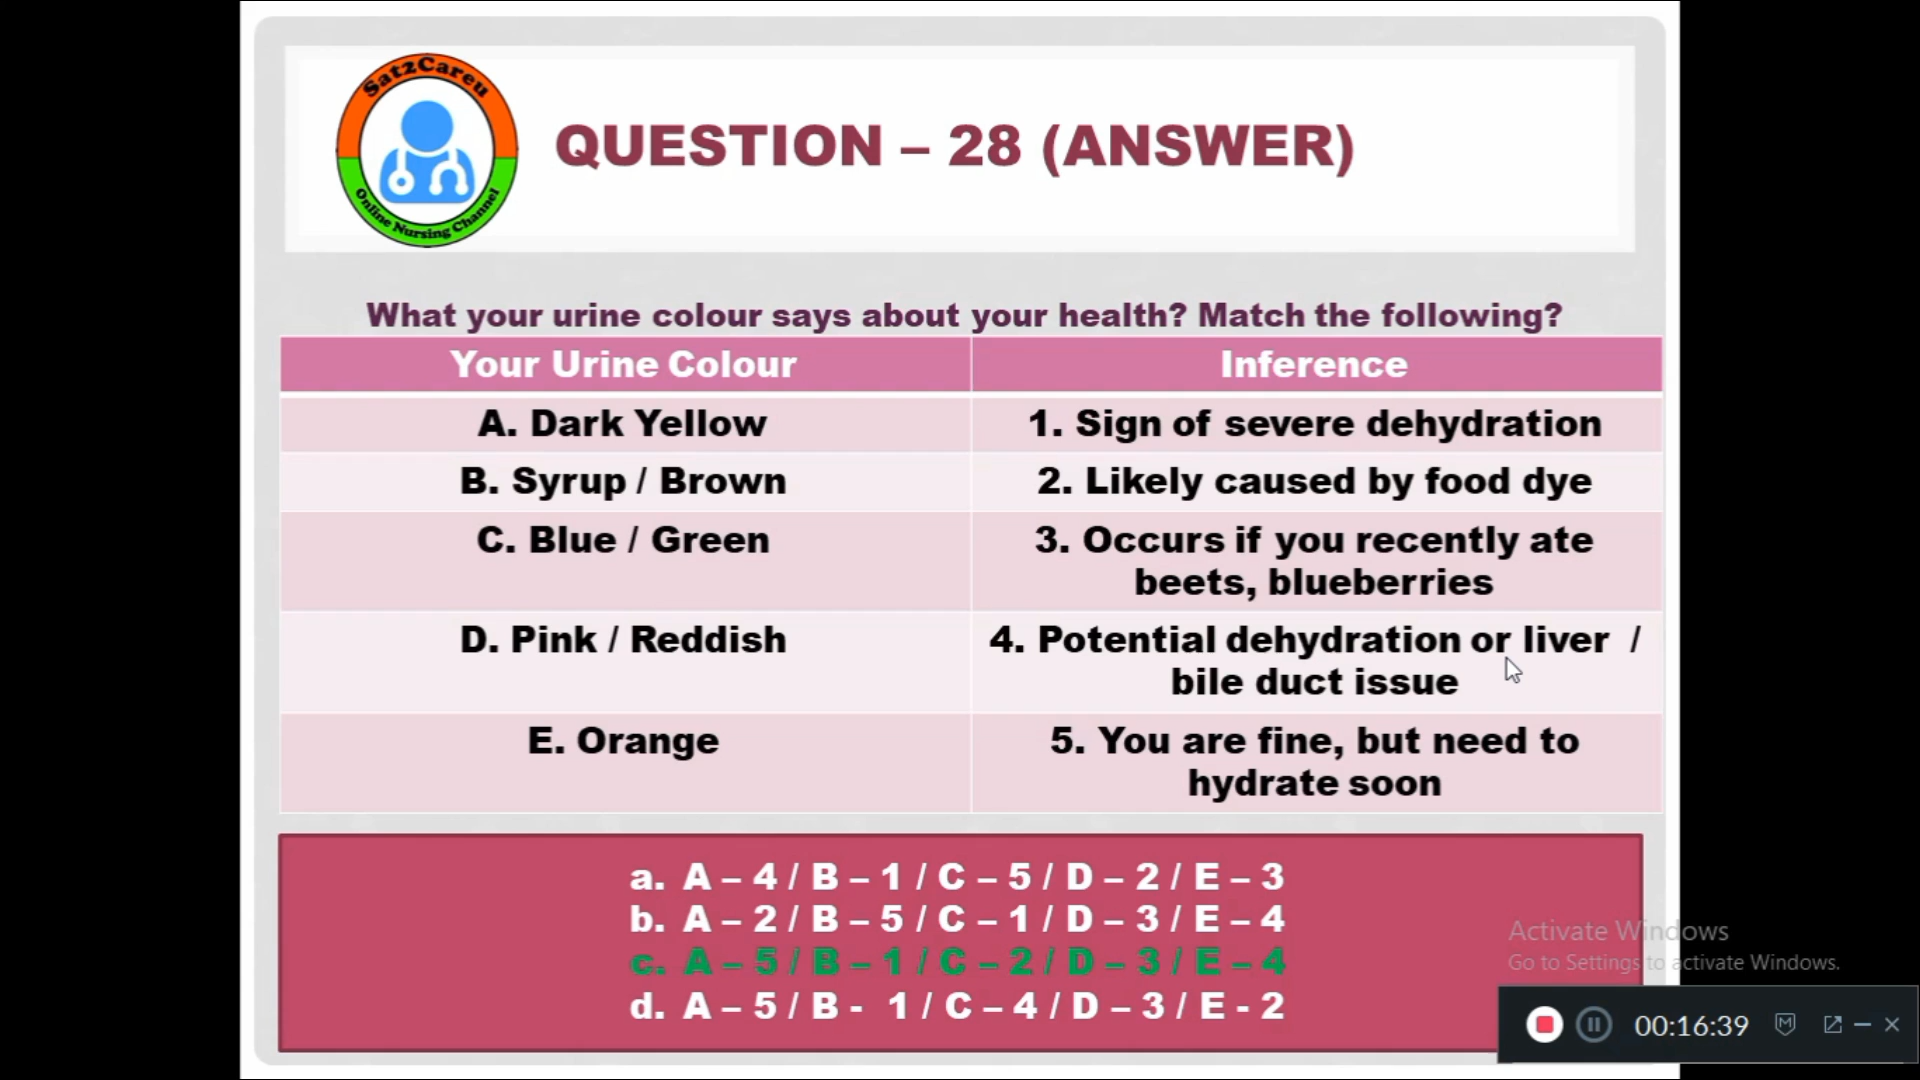 Sat2Careu
Online Nursing Channel
QUESTION – 28 (ANSWER)
What your urine colour says about your health? Match the following?
Your Urine Colour
Inference
A. Dark Yellow
1. Sign of severe dehydration
B. Syrup / Brown
2. Likely caused by food dye
C. Blue / Green
3. Occurs if you recently ate
beets, blueberries
D. Pink / Reddish
4. Potential dehydration or liver /
bile duct issue
E. Orange
5. You are fine, but need to
hydrate soon
a. A – 4 / B – 1 / C – 5 / D – 2 / E – 3
b. A – 2 / B – 5 / C – 1 / D – 3 / E – 4
c. A – 5 / B – 1 / C – 2 / D – 3 / E – 4
d. A – 5 / B - 1 / C – 4 / D – 3 / E - 2
Activate Windows
Go to Settings to activate Windows.
00:16:39